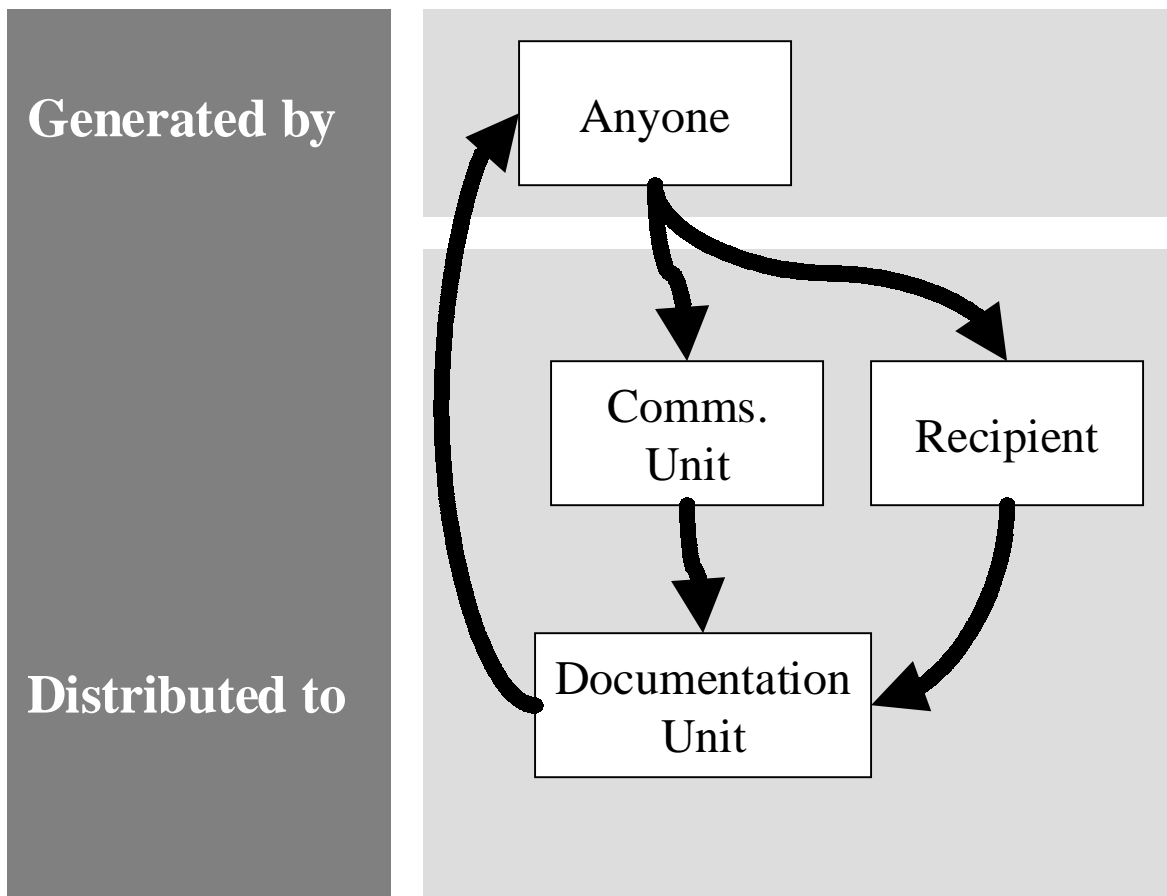 Generated by
Anyone
Comms.
Unit
Recipient
Distributed to
Documentation
Unit